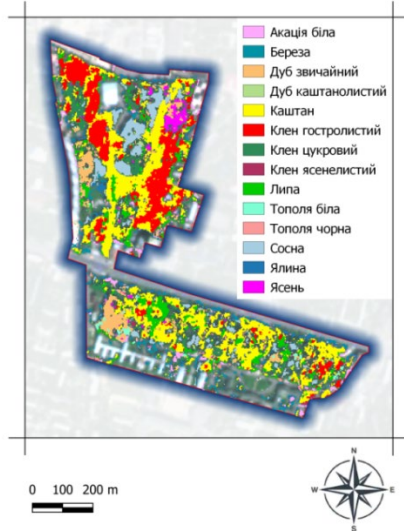 Акація біла
Береза
Дуб звичайний
Дуб каштанолистий
Каштан
Клен гостролистий
Клен цукровий
Клен ясенелистий
Липа
Тополя біла
Тополя чорна
Сосна
Ялина
Ясень
0 100 200 m
N
W E
S